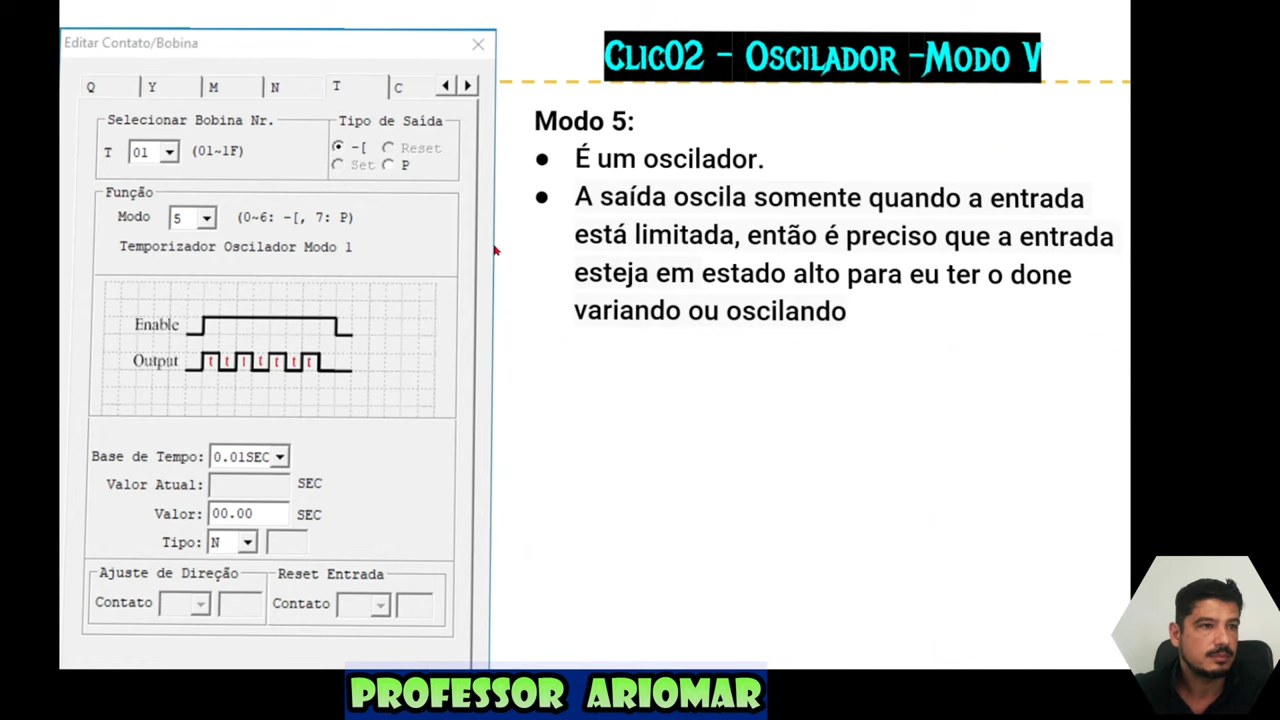 Editar Contato/Bobina
Q Y M N T C
Selecionar Bobina Nr.
T 01 (01~1F)
Tipo de Saída
-[ Reset
Set P
Função
Modo 5 (0~6: -[, 7: P)
Temporizador Oscilador Modo 1
Enable
Output t t t t t t t
Base de Tempo: 0.01SEC
Valor Atual: SEC
Valor: 00.00 SEC
Tipo: N
Ajuste de Direção
Contato
Reset Entrada
Contato
Clic02 - Oscilador -Modo V
Modo 5:
● É um oscilador.
● A saída oscila somente quando a entrada
está limitada, então é preciso que a entrada
esteja em estado alto para eu ter o done
variando ou oscilando
PROFESSOR ARIOMAR